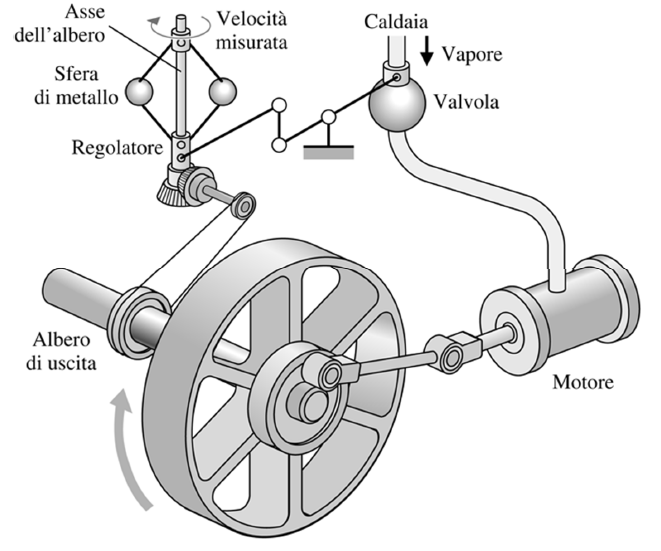 Asse
dell'albero
Velocità
misurata
Caldaia
Vapore
Sfera
di metallo
Valvola
Regolatore
Albero
di uscita
Motore